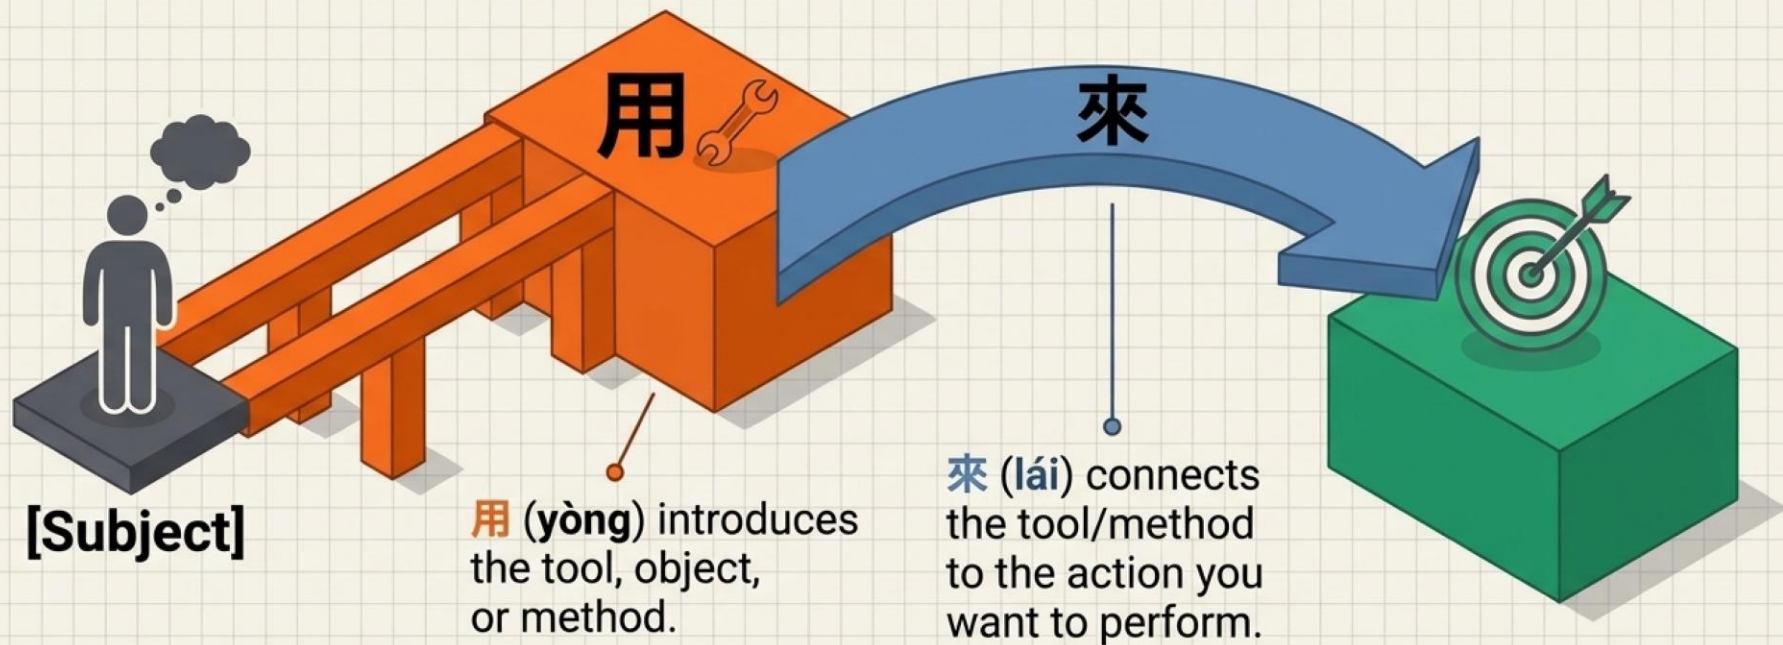 用
來
[Subject]
用 (yòng) introduces
the tool, object,
or method.
來 (lái) connects
the tool/method
to the action you
want to perform.